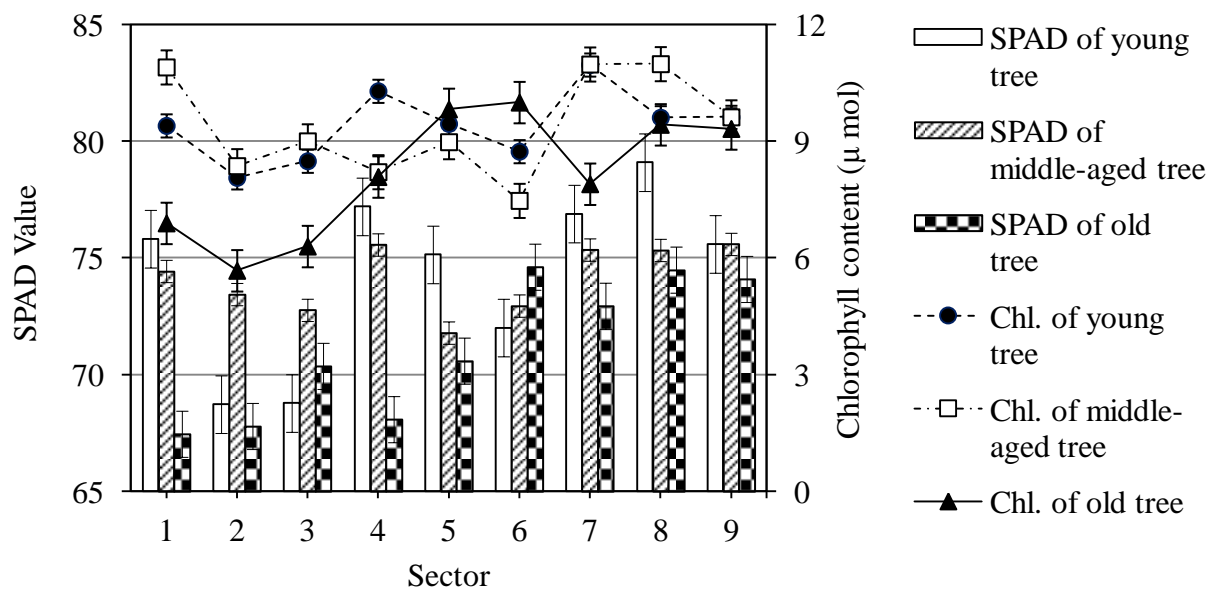 85
80
75
70
65
SPAD Value
1 2 3 4 5 6 7 8 9
Sector
12
9
6
3
0
Chlorophyll content (µ mol)
SPAD of young
tree
SPAD of
middle-aged tree
SPAD of old
tree
Chl. of young
tree
Chl. of middle-
aged tree
Chl. of old tree